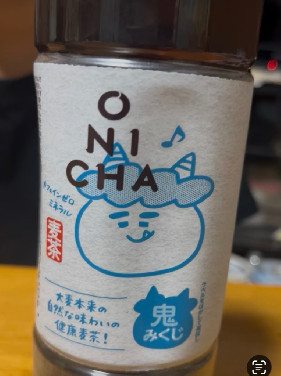 O
NI
CHA
カフェインゼロ
ミネラル
麦茶
大麦本来の
自然な味わいの
健康麦茶!
鬼
みくじ